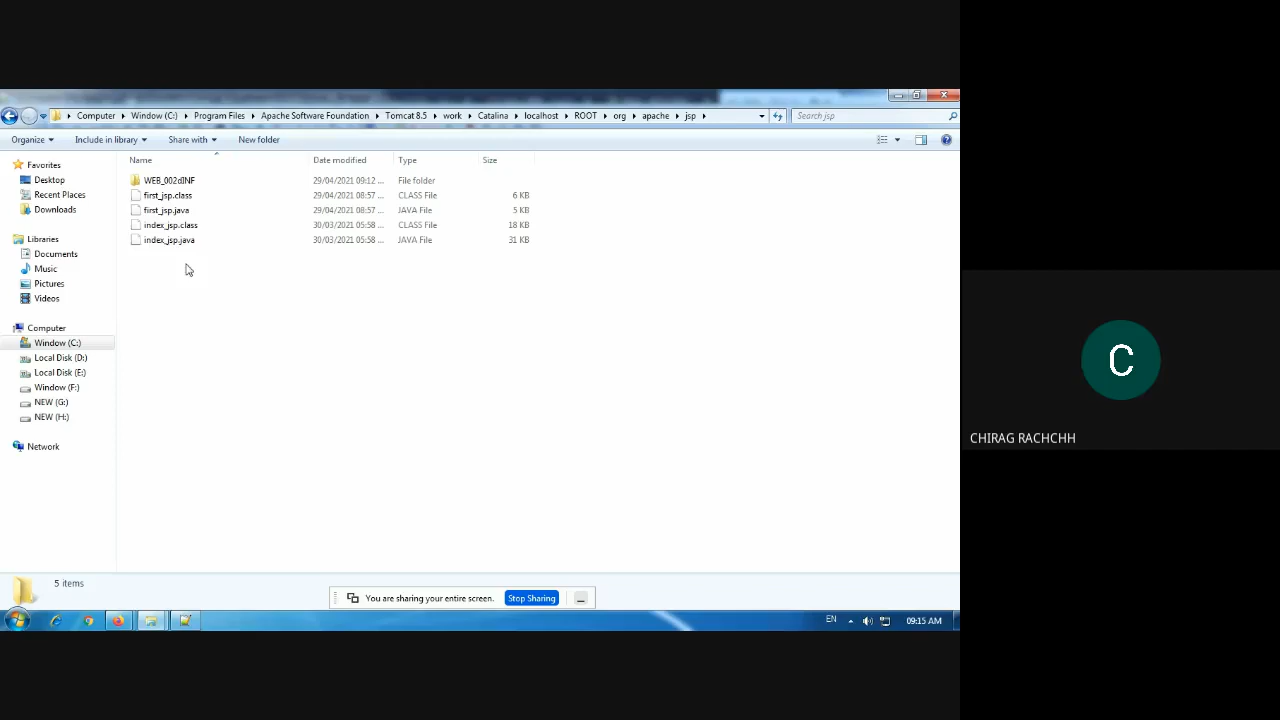 Computer Window (C:) Program Files Apache Software Foundation Tomcat 8.5 work Catalina localhost ROOT org apache jsp Search jsp
Organize Include in library Share with New folder
Name Date modified Type Size
Favorites
Desktop
Recent Places
Downloads
Libraries
Documents
Music
Pictures
Videos
Computer
Window (C:)
Local Disk (D:)
Local Disk (E:)
Window (F:)
NEW (G:)
NEW (H:)
Network
WEB_002dINF 29/04/2021 09:12 ... File folder
first_jsp.class 29/04/2021 08:57 ... CLASS File 6 KB
first_jsp.java 29/04/2021 08:57 ... JAVA File 5 KB
index_jsp.class 30/03/2021 05:58 ... CLASS File 18 KB
index_jsp.java 30/03/2021 05:58 ... JAVA File 31 KB
5 items
You are sharing your entire screen. Stop Sharing
EN 09:15 AM
C
CHIRAG RACHCHH